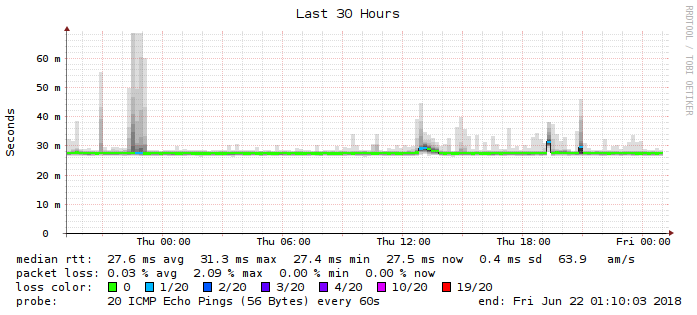 Last 30 Hours
RRDTOOL / TOBI OETIKER
Seconds
60 m
50 m
40 m
30 m
20 m
10 m
0
Thu 00:00 Thu 06:00 Thu 12:00 Thu 18:00 Fri 00:00
median rtt: 27.6 ms avg 31.3 ms max 27.4 ms min 27.5 ms now 0.4 ms sd 63.9 am/s
packet loss: 0.03 % avg 2.09 % max 0.00 % min 0.00 % now
loss color: 0 1/20 2/20 3/20 4/20 10/20 19/20
probe: 20 ICMP Echo Pings (56 Bytes) every 60s end: Fri Jun 22 01:10:03 2018